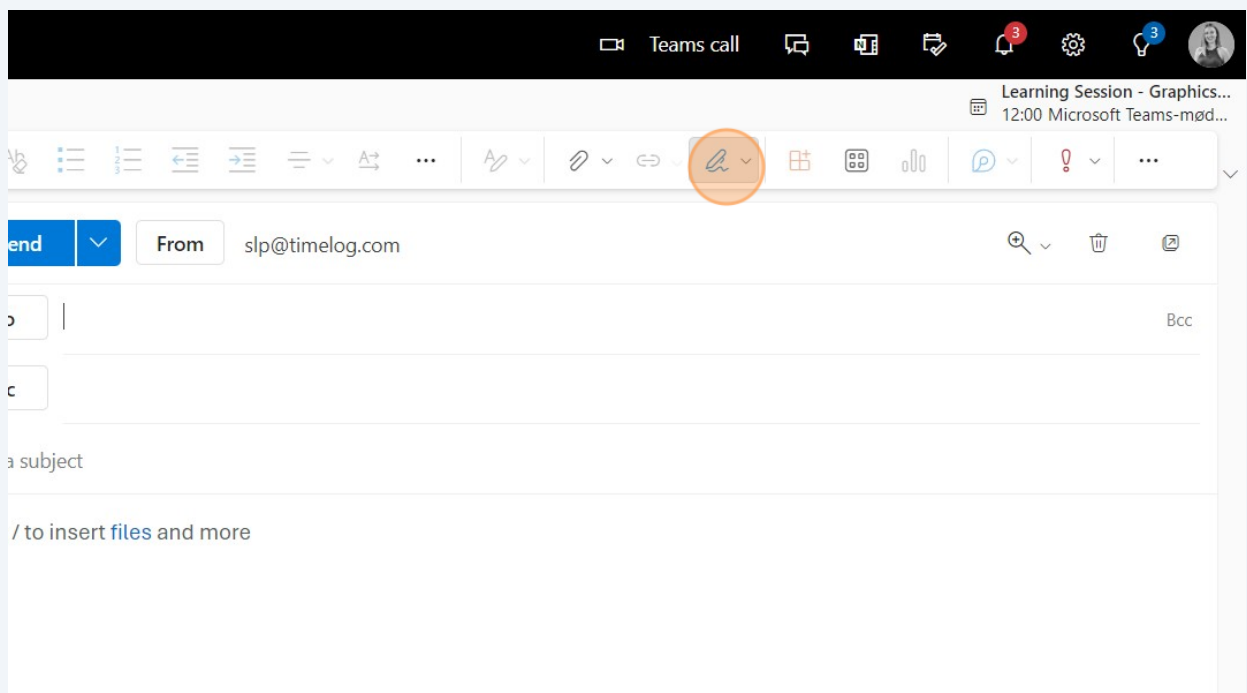 Teams call 3 3
Learning Session - Graphics...
12:00 Microsoft Teams-mød...
end From slp@timelog.com
o Bcc
c
a subject
/ to insert files and more